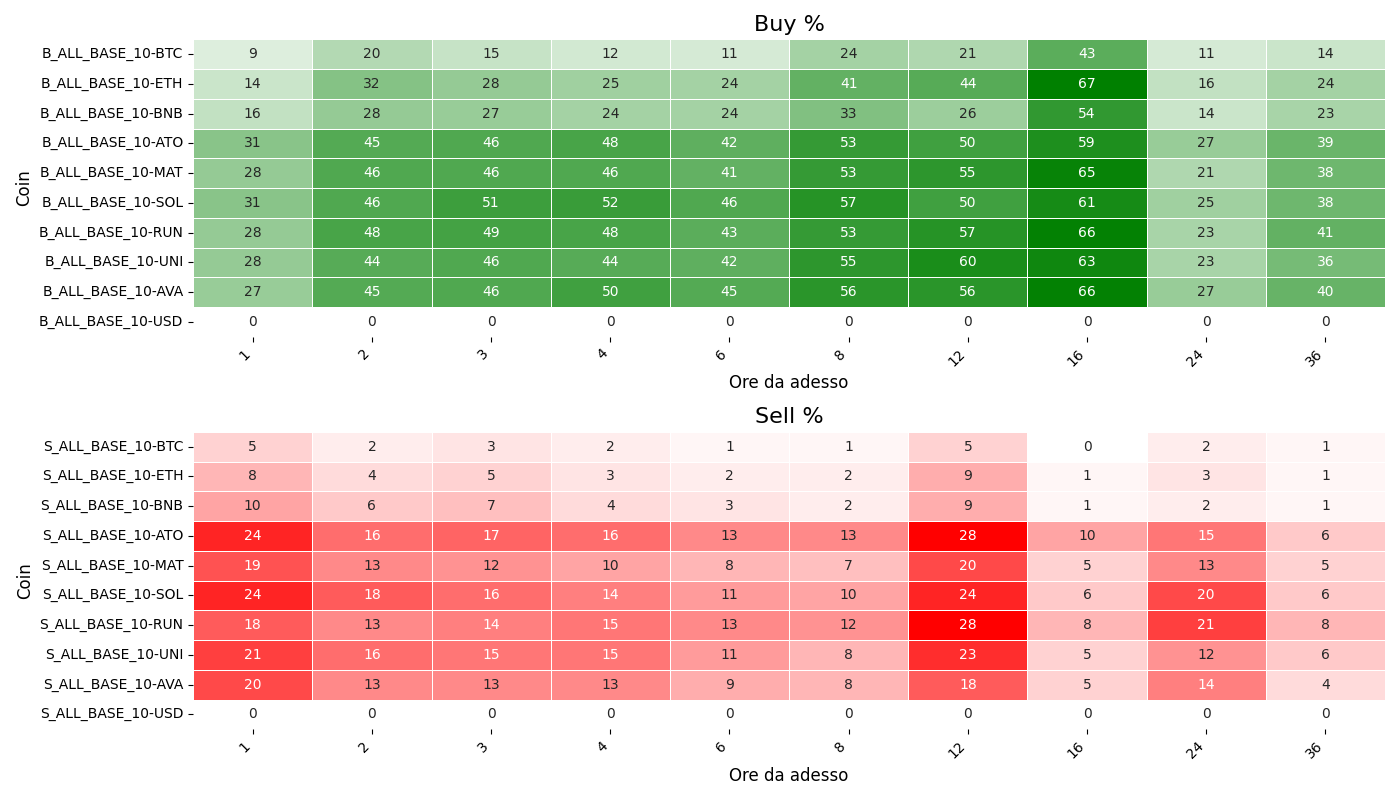 Buy %
Coin
B_ALL_BASE_10-BTC 9 20 15 12 11 24 21 43 11 14
B_ALL_BASE_10-ETH 14 32 28 25 24 41 44 67 16 24
B_ALL_BASE_10-BNB 16 28 27 24 24 33 26 54 14 23
B_ALL_BASE_10-ATO 31 45 46 48 42 53 50 59 27 39
B_ALL_BASE_10-MAT 28 46 46 46 41 53 55 65 21 38
B_ALL_BASE_10-SOL 31 46 51 52 46 57 50 61 25 38
B_ALL_BASE_10-RUN 28 48 49 48 43 53 57 66 23 41
B_ALL_BASE_10-UNI 28 44 46 44 42 55 60 63 23 36
B_ALL_BASE_10-AVA 27 45 46 50 45 56 56 66 27 40
B_ALL_BASE_10-USD 0 0 0 0 0 0 0 0 0 0
1 2 3 4 6 8 12 16 24 36
Ore da adesso
Sell %
Coin
S_ALL_BASE_10-BTC 5 2 3 2 1 1 5 0 2 1
S_ALL_BASE_10-ETH 8 4 5 3 2 2 9 1 3 1
S_ALL_BASE_10-BNB 10 6 7 4 3 2 9 1 2 1
S_ALL_BASE_10-ATO 24 16 17 16 13 13 28 10 15 6
S_ALL_BASE_10-MAT 19 13 12 10 8 7 20 5 13 5
S_ALL_BASE_10-SOL 24 18 16 14 11 10 24 6 20 6
S_ALL_BASE_10-RUN 18 13 14 15 13 12 28 8 21 8
S_ALL_BASE_10-UNI 21 16 15 15 11 8 23 5 12 6
S_ALL_BASE_10-AVA 20 13 13 13 9 8 18 5 14 4
S_ALL_BASE_10-USD 0 0 0 0 0 0 0 0 0 0
1 2 3 4 6 8 12 16 24 36
Ore da adesso